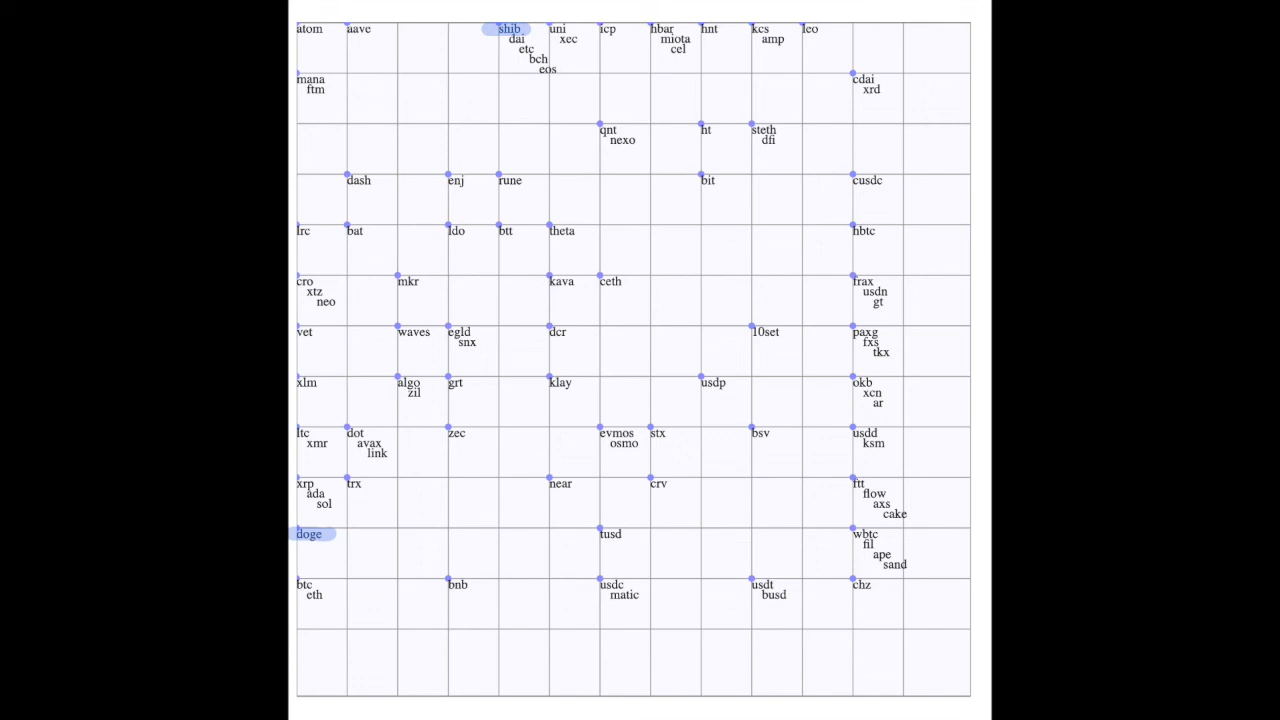 atom aave shib uni icp hbar hnt kcs leo
dai xec miota amp
etc cel
bch
eos
mana cdai
ftm xrd
qnt ht steth
nexo dfi
dash enj rune bit cusdc
lrc bat ldo btt theta hbtc
cro mkr kava ceth frax
xtz usdn
neo gt
vet waves egld dcr 10set paxg
snx fxs
tkx
xlm algo grt klay usdp okb
zil xcn
ar
ltc dot zec evmos stx bsv usdd
xmr avax osmo ksm
link
xrp trx near crv ftt
ada flow
sol axs
cake
doge tusd wbtc
fil
ape
sand
btc bnb usdc usdt chz
eth matic busd